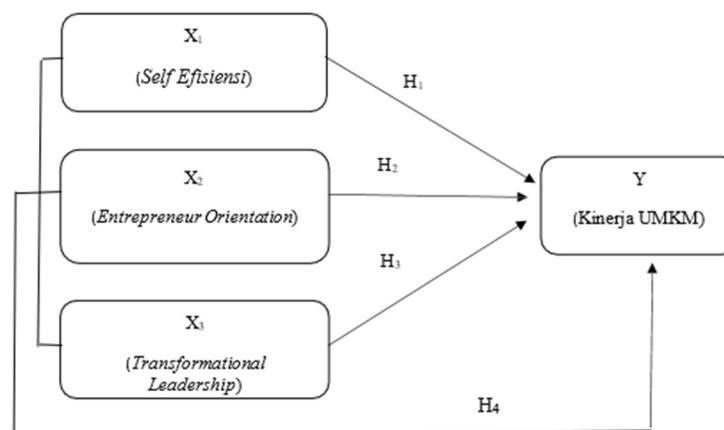 X₁
(Self Efisiensi)
H₁
X₂
(Entrepreneur Orientation)
H₂
Y
(Kinerja UMKM)
H₃
X₃
(Transformational
Leadership)
H₄